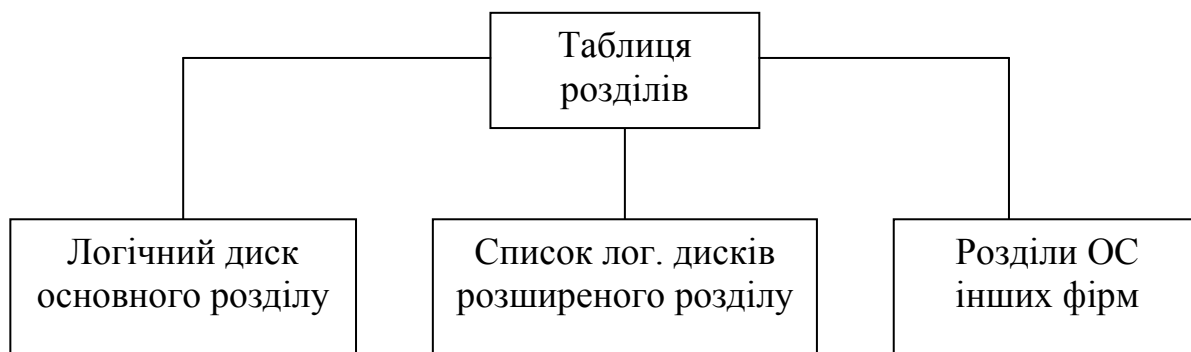 Таблиця
розділів
Логічний диск
основного розділу
Список лог. дисків
розширеного розділу
Розділи ОС
інших фірм